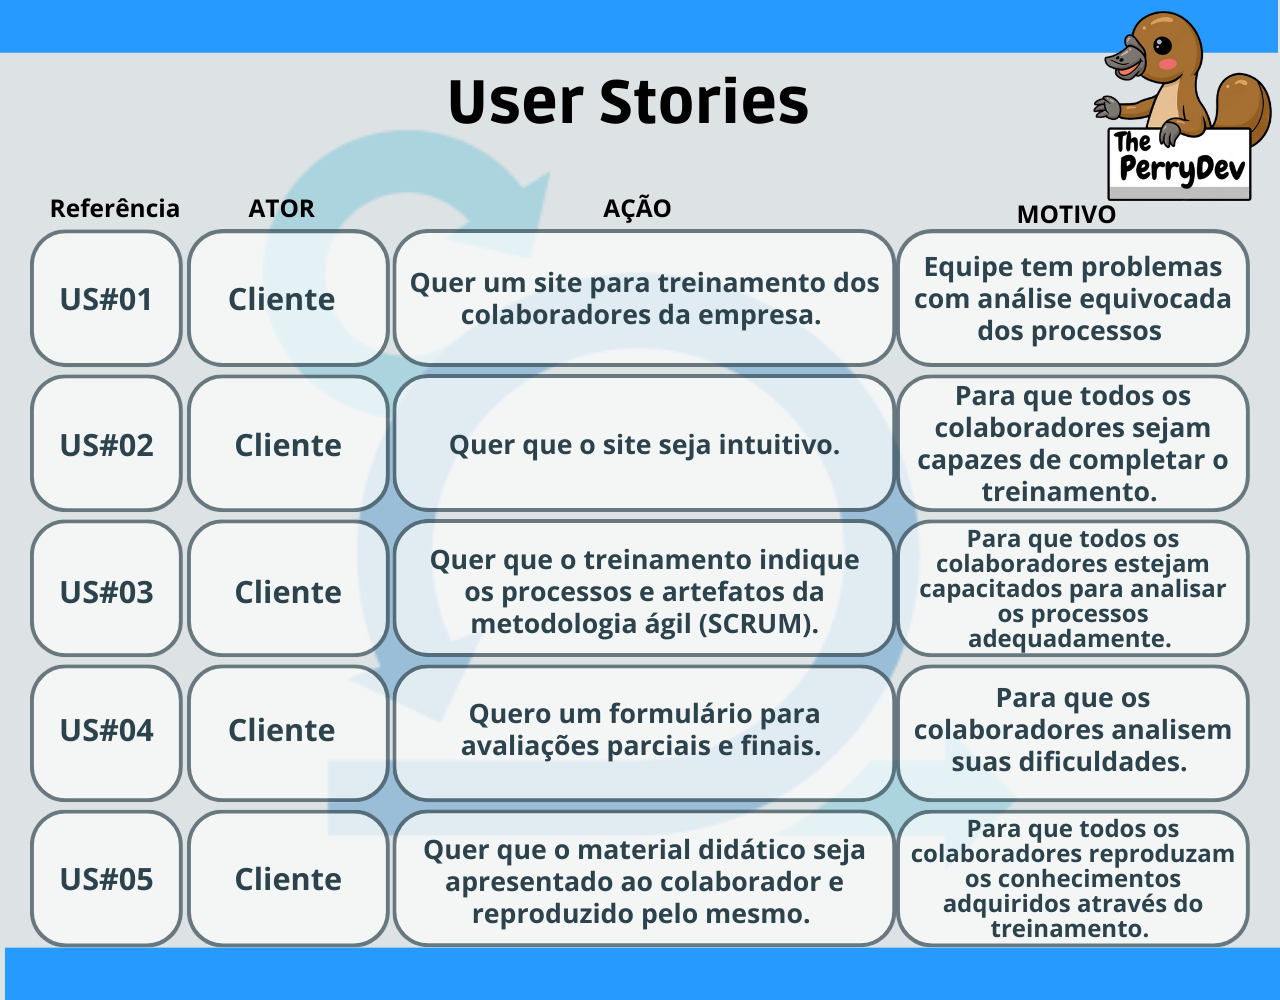 User Stories
The
PerryDev
Referência ATOR AÇÃO MOTIVO
US#01
Cliente
Quer um site para treinamento dos
colaboradores da empresa.
Equipe tem problemas
com análise equivocada
dos processos
US#02
Cliente
Quer que o site seja intuitivo.
Para que todos os
colaboradores sejam
capazes de completar o
treinamento.
US#03
Cliente
Quer que o treinamento indique
os processos e artefatos da
metodologia ágil (SCRUM).
Para que todos os
colaboradores estejam
capacitados para analisar
os processos
adequadamente.
US#04
Cliente
Quero um formulário para
avaliações parciais e finais.
Para que os
colaboradores analisem
suas dificuldades.
US#05
Cliente
Quer que o material didático seja
apresentado ao colaborador e
reproduzido pelo mesmo.
Para que todos os
colaboradores reproduzam
os conhecimentos
adquiridos através do
treinamento.